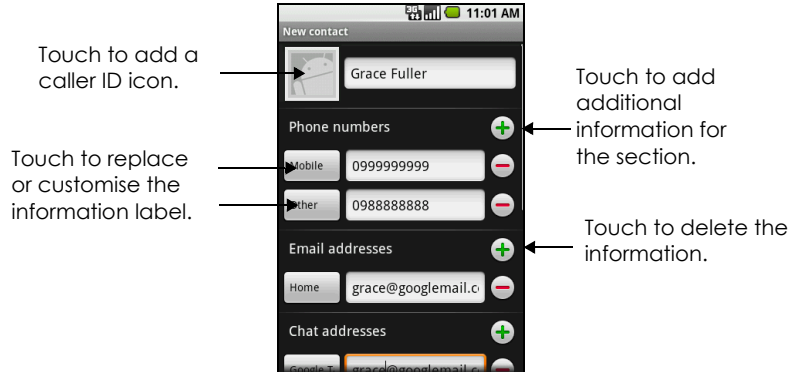 3G 11:01 AM
New contact
Touch to add a
caller ID icon.
Grace Fuller
Touch to add
additional
information for
the section.
Phone numbers
Touch to replace
or customise the
information label.
Mobile 0999999999
Other 0988888888
Touch to delete the
information.
Email addresses
Home grace@googlemail.c
Chat addresses
Google T grace@googlemail.c